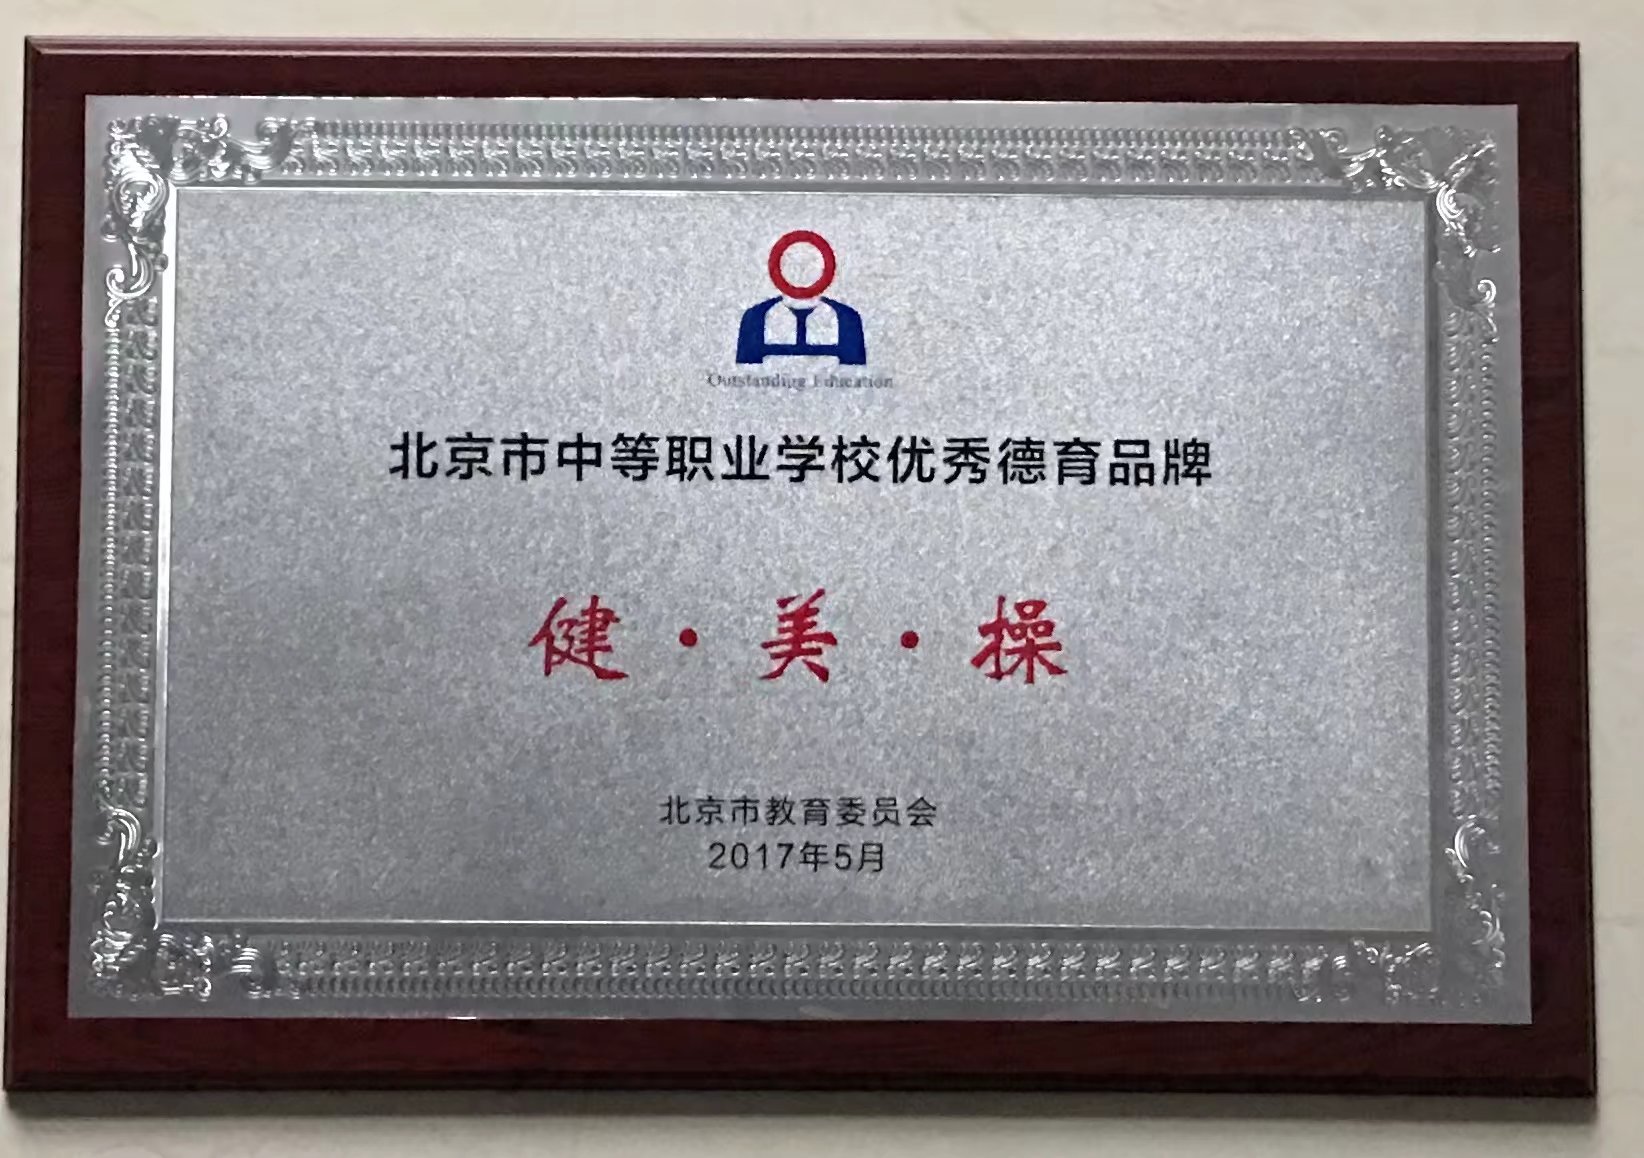 Outstanding Education
北京市中等职业学校优秀德育品牌
健·美·操
北京市教育委员会
2017年5月